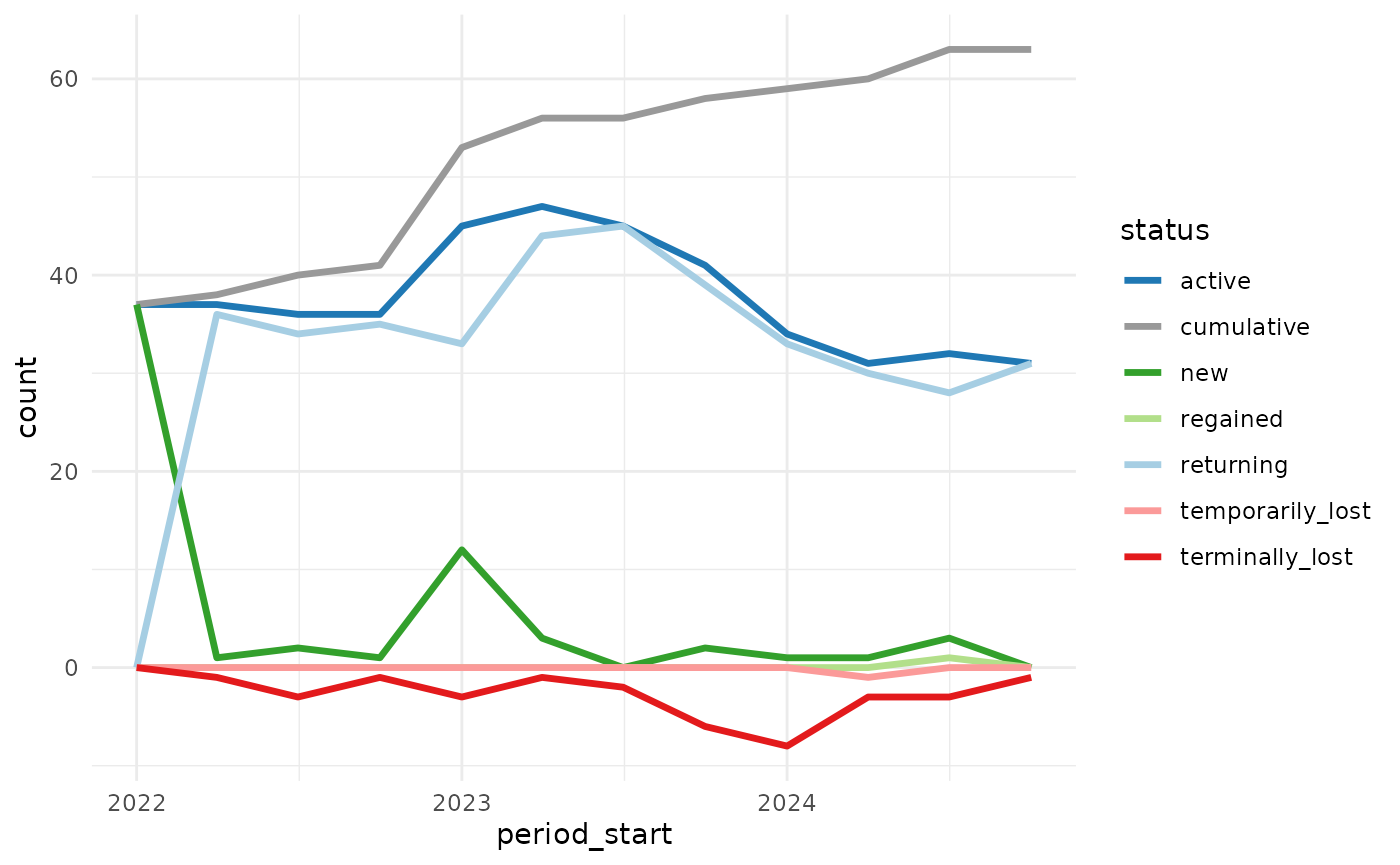 60
40
20
0
count
2022
2023
2024
period_start
status
active
cumulative
new
regained
returning
temporarily_lost
terminally_lost